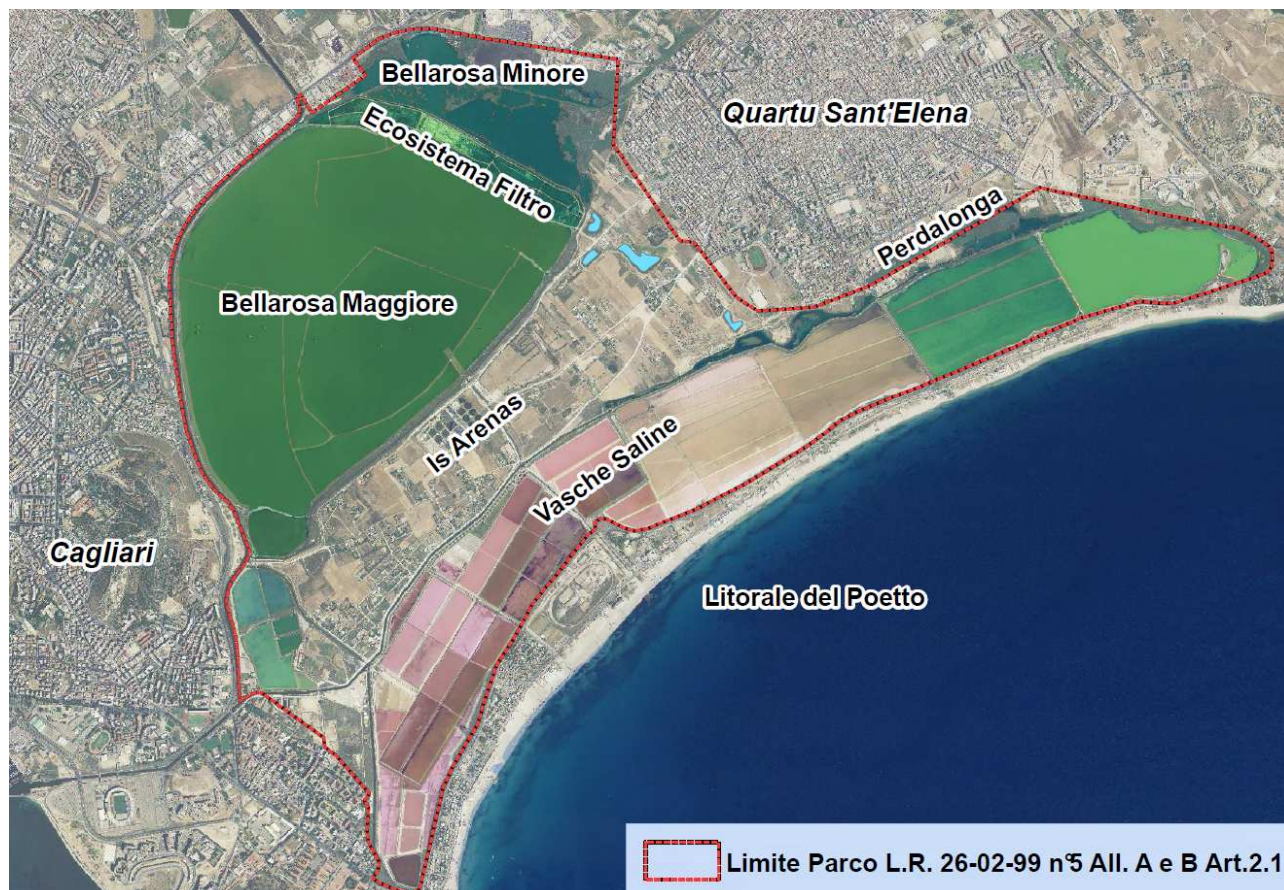 Bellarosa Minore
Quartu Sant'Elena
Ecosistema Filtro
Perdalonga
Bellarosa Maggiore
Is Arenas
Vasche Saline
Cagliari
Litorale del Poetto
Limite Parco L.R. 26-02-99 n°5 All. A e B Art.2.1